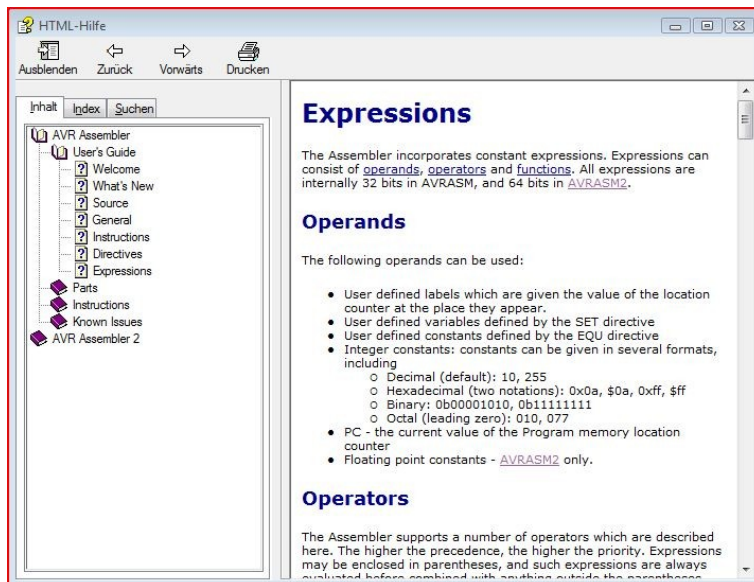 HTML-Hilfe
Ausblenden Zurück Vorwärts Drucken
Inhalt Index Suchen
AVR Assembler
User's Guide
Welcome
What's New
Source
General
Instructions
Directives
Expressions
Parts
Instructions
Known Issues
AVR Assembler 2
Expressions
The Assembler incorporates constant expressions. Expressions can
consist of operands, operators and functions. All expressions are
internally 32 bits in AVRASM, and 64 bits in AVRASM2.
Operands
The following operands can be used:
● User defined labels which are given the value of the location
counter at the place they appear.
● User defined variables defined by the SET directive
● User defined constants defined by the EQU directive
● Integer constants: constants can be given in several formats,
including
○ Decimal (default): 10, 255
○ Hexadecimal (two notations): 0x0a, $0a, 0xff, $ff
○ Binary: 0b00001010, 0b11111111
○ Octal (leading zero): 010, 077
● PC - the current value of the Program memory location
counter
● Floating point constants - AVRASM2 only.
Operators
The Assembler supports a number of operators which are described
here. The higher the precedence, the higher the priority. Expressions
may be enclosed in parentheses, and such expressions are always
evaluated before combined with anything outside the parentheses.